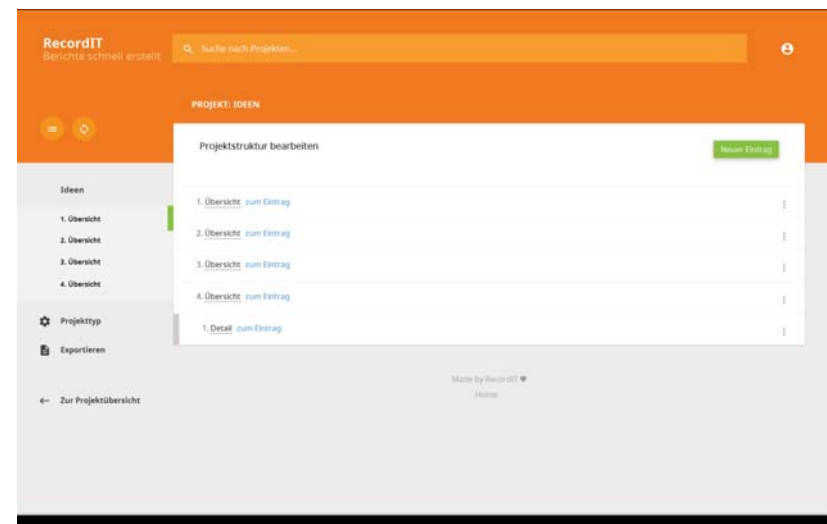 RecordIT
Berichte schnell erstellt
Suche nach Projekten...
PROJEKT: IDEEN
Projektstruktur bearbeiten
Neuer Eintrag
Ideen
1. Übersicht
2. Übersicht
3. Übersicht
4. Übersicht
Projekttyp
Exportieren
Zur Projektübersicht
1. Übersicht zum Eintrag
2. Übersicht zum Eintrag
3. Übersicht zum Eintrag
4. Übersicht zum Eintrag
1. Detail zum Eintrag
Made by RecordIT
Home